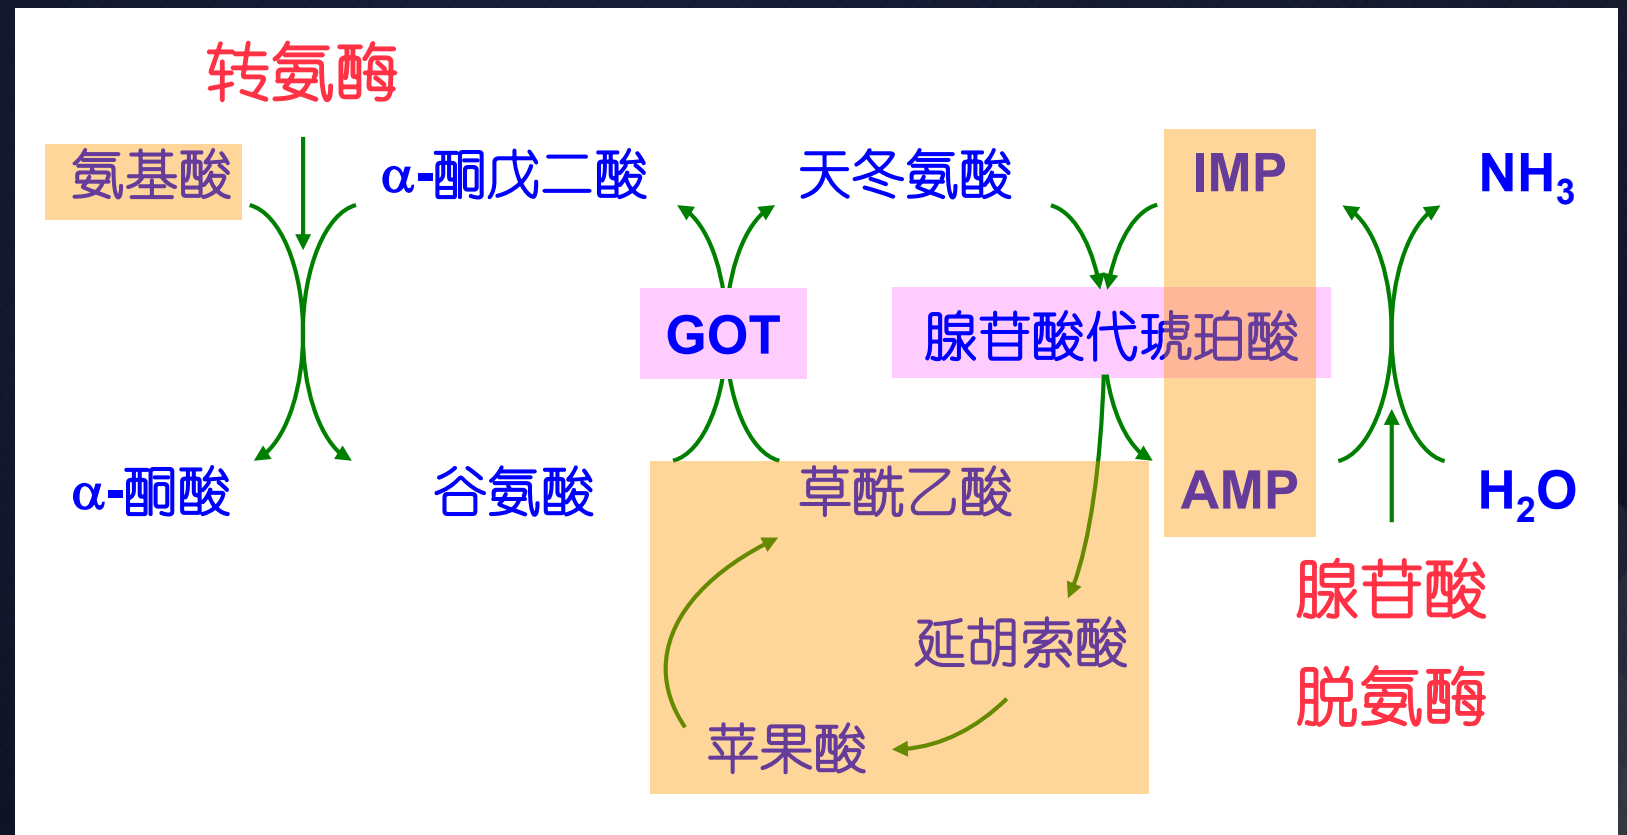 转氨酶
氨基酸
α-酮戊二酸
天冬氨酸
IMP
NH₃
GOT
腺苷酸代琥珀酸
α-酮酸
谷氨酸
草酰乙酸
AMP
H₂O
腺苷酸
脱氨酶
延胡索酸
苹果酸